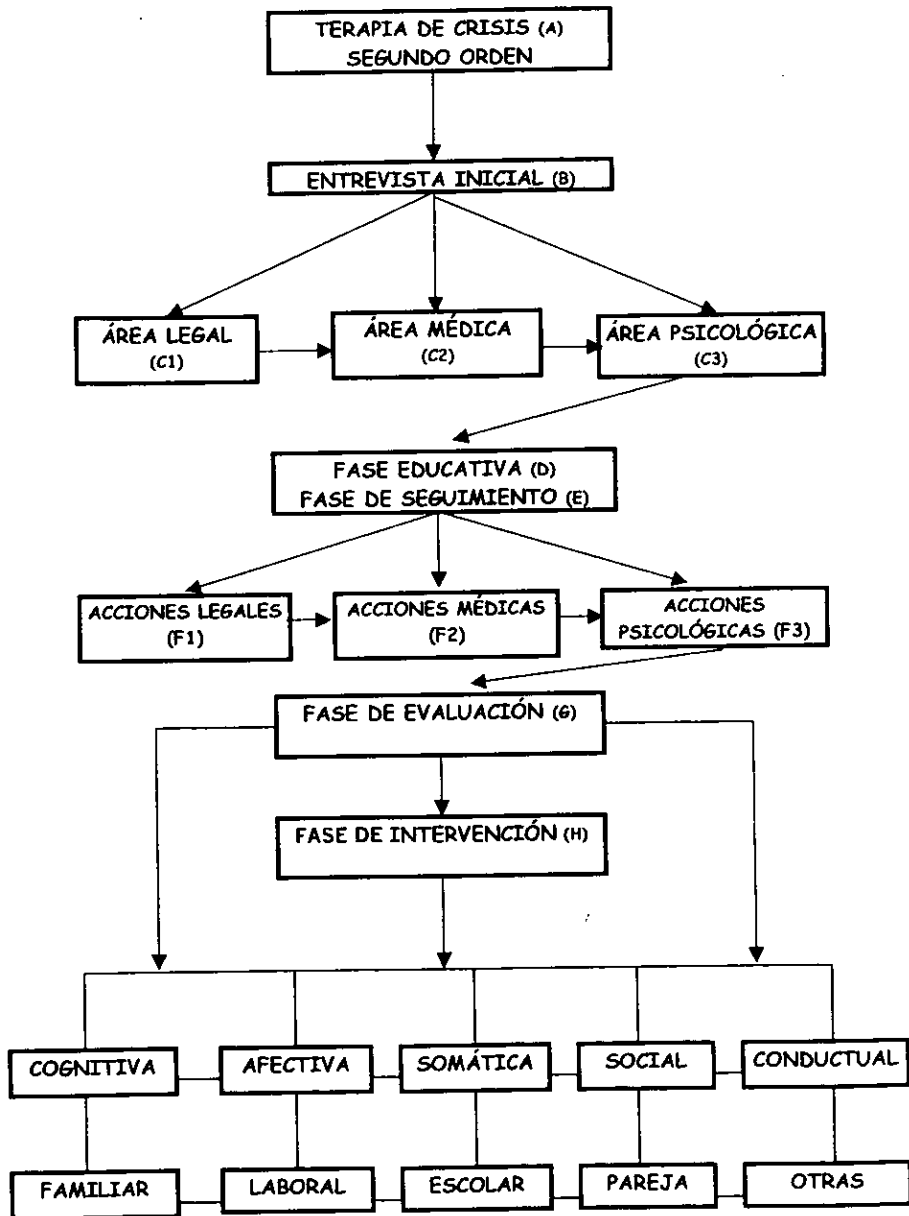 TERAPIA DE CRISIS (A)
SEGUNDO ORDEN
ENTREVISTA INICIAL (B)
ÁREA LEGAL
(C1)
ÁREA MÉDICA
(C2)
ÁREA PSICOLÓGICA
(C3)
FASE EDUCATIVA (D)
FASE DE SEGUIMIENTO (E)
ACCIONES LEGALES
(F1)
ACCIONES MÉDICAS
(F2)
ACCIONES
PSICOLÓGICAS (F3)
FASE DE EVALUACIÓN (G)
FASE DE INTERVENCIÓN (H)
COGNITIVA
AFECTIVA
SOMÁTICA
SOCIAL
CONDUCTUAL
FAMILIAR
LABORAL
ESCOLAR
PAREJA
OTRAS